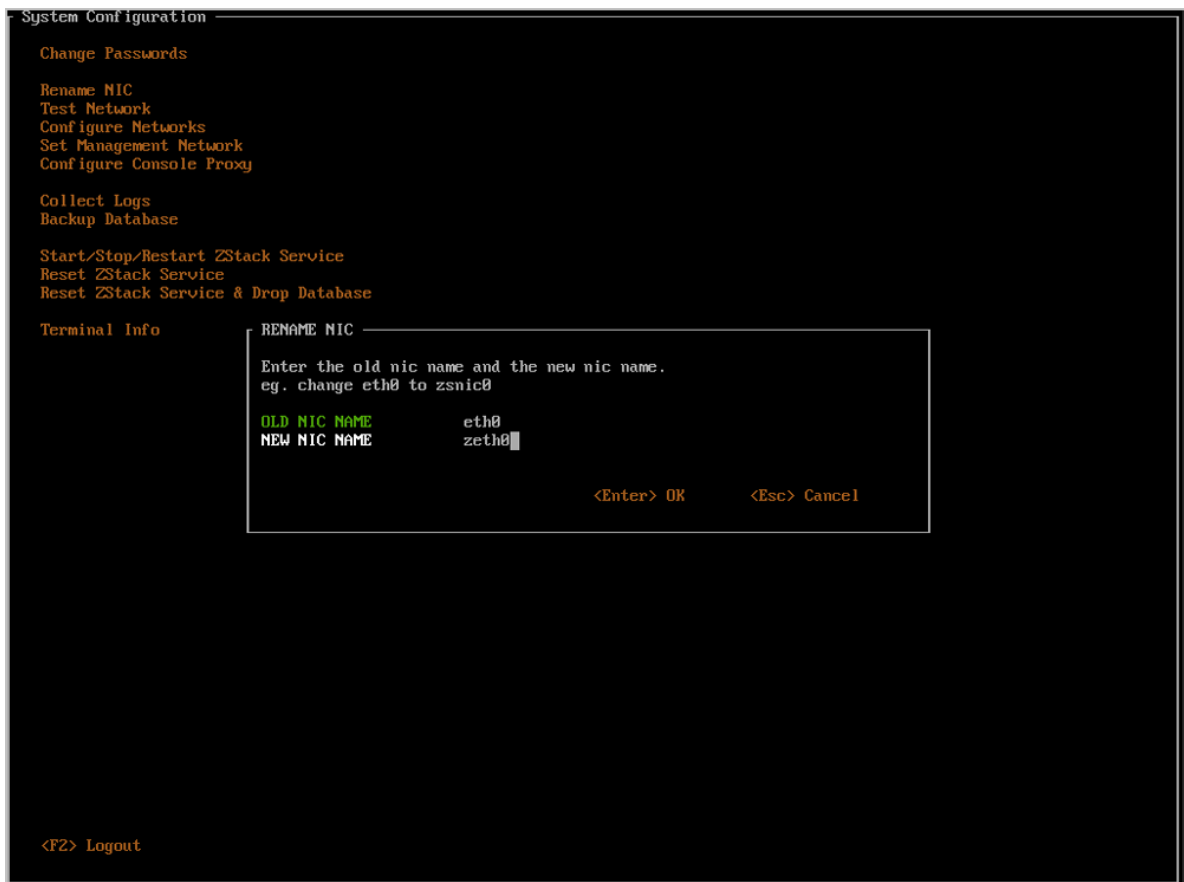 System Configuration
Change Passwords
Rename NIC
Test Network
Configure Networks
Set Management Network
Configure Console Proxy
Collect Logs
Backup Database
Start/Stop/Restart ZStack Service
Reset ZStack Service
Reset ZStack Service & Drop Database
Terminal Info
RENAME NIC
Enter the old nic name and the new nic name.
eg. change eth0 to zsnic0
OLD NIC NAME eth0
NEW NIC NAME zeth0
<Enter> OK <Esc> Cancel
<F2> Logout